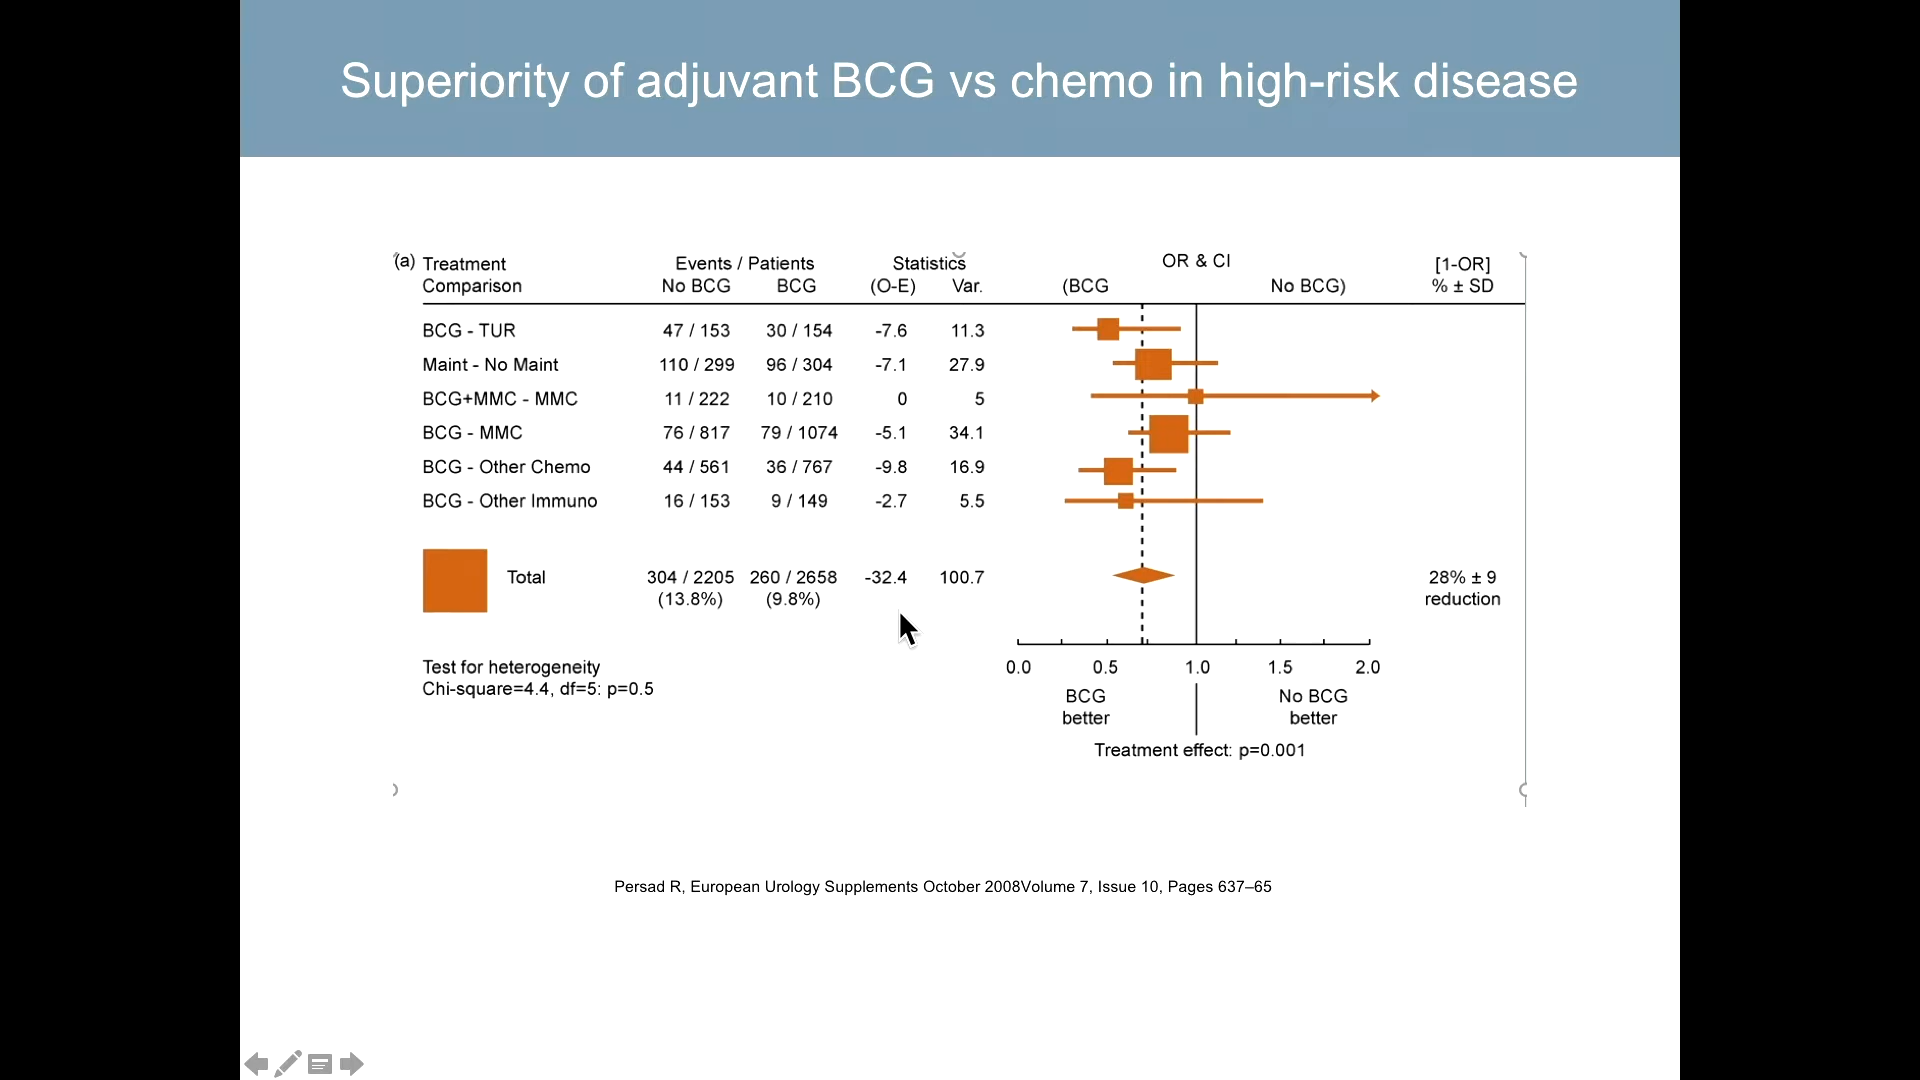 Superiority of adjuvant BCG vs chemo in high-risk disease
(a) Treatment Events / Patients Statistics OR & CI [1-OR]
Comparison No BCG BCG (O-E) Var. (BCG No BCG) % ± SD
BCG - TUR 47 / 153 30 / 154 -7.6 11.3
Maint - No Maint 110 / 299 96 / 304 -7.1 27.9
BCG+MMC - MMC 11 / 222 10 / 210 0 5
BCG - MMC 76 / 817 79 / 1074 -5.1 34.1
BCG - Other Chemo 44 / 561 36 / 767 -9.8 16.9
BCG - Other Immuno 16 / 153 9 / 149 -2.7 5.5
Total 304 / 2205 260 / 2658 -32.4 100.7 28% ± 9
(13.8%) (9.8%) reduction
Test for heterogeneity 0.0 0.5 1.0 1.5 2.0
Chi-square=4.4, df=5: p=0.5 BCG No BCG
better better
Treatment effect: p=0.001
Persad R, European Urology Supplements October 2008Volume 7, Issue 10, Pages 637–65